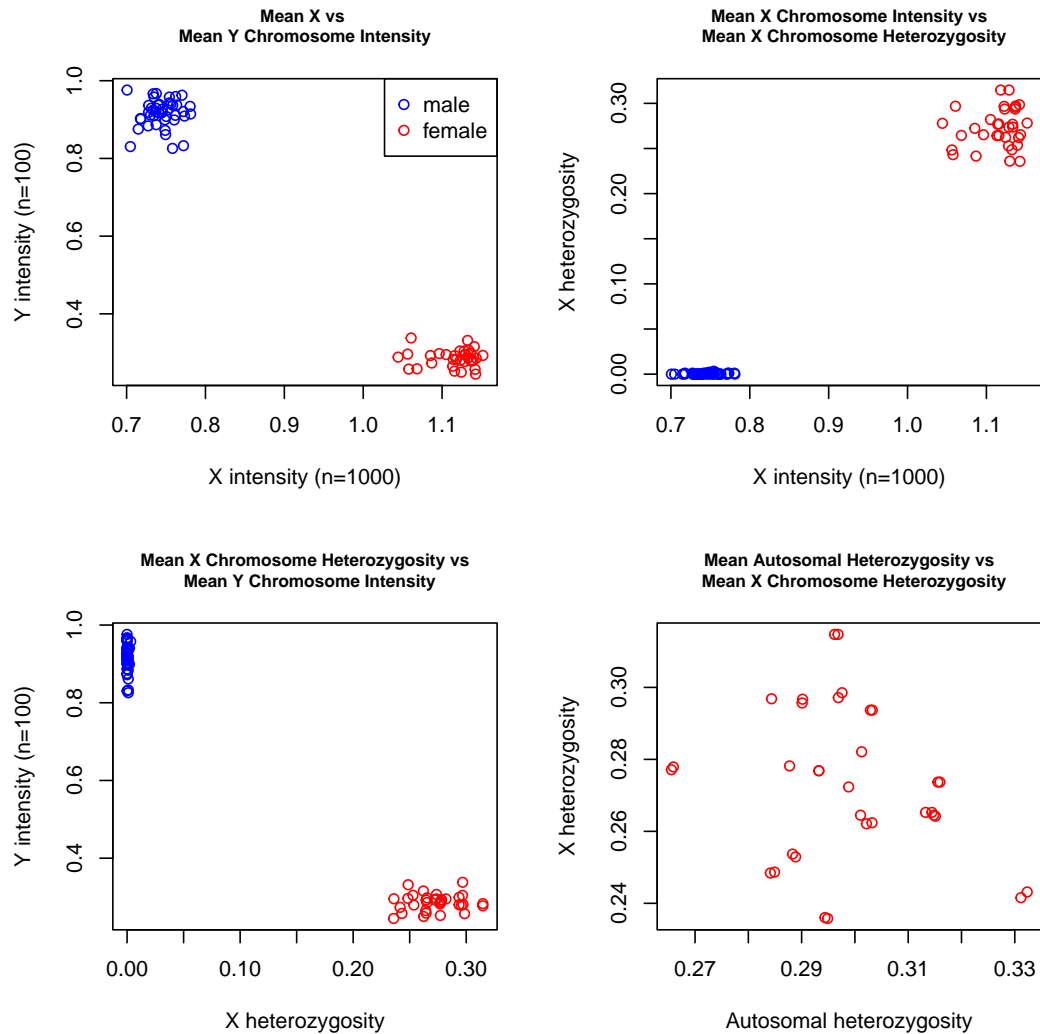 Mean X vs
Mean Y Chromosome Intensity
Y intensity (n=100)
1.0
0.8
0.6
0.4
male
female
0.7 0.8 0.9 1.0 1.1
X intensity (n=1000)
Mean X Chromosome Intensity vs
Mean X Chromosome Heterozygosity
X heterozygosity
0.30
0.20
0.10
0.00
0.7 0.8 0.9 1.0 1.1
X intensity (n=1000)
Mean X Chromosome Heterozygosity vs
Mean Y Chromosome Intensity
Y intensity (n=100)
1.0
0.8
0.6
0.4
0.00 0.10 0.20 0.30
X heterozygosity
Mean Autosomal Heterozygosity vs
Mean X Chromosome Heterozygosity
X heterozygosity
0.30
0.28
0.26
0.24
0.27 0.29 0.31 0.33
Autosomal heterozygosity